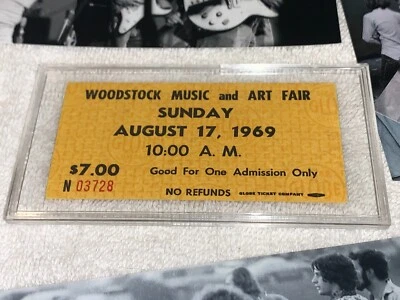 WOODSTOCK MUSIC and ART FAIR
SUNDAY
AUGUST 17, 1969
10:00 A. M.
$7.00 Good For One Admission Only
N 03728
NO REFUNDS GLOBE TICKET COMPANY